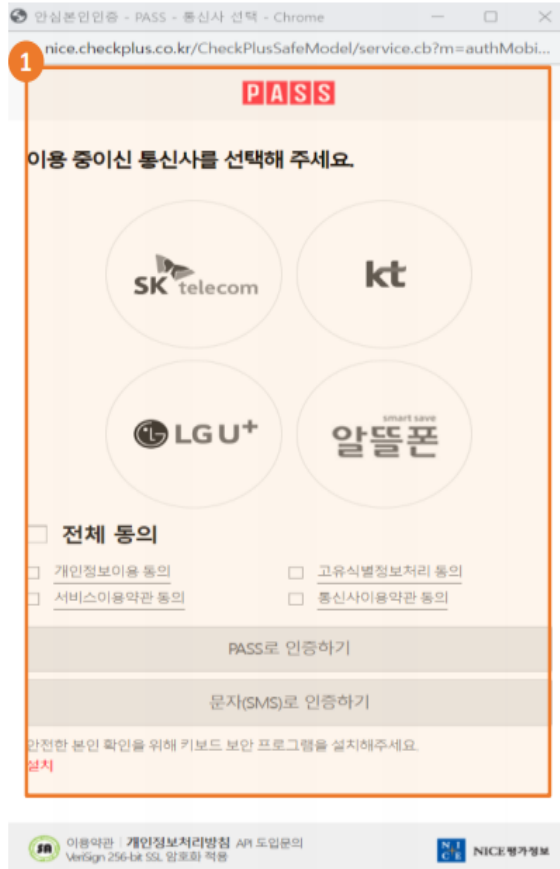 안심본인인증 - PASS - 통신사 선택 - Chrome
nice.checkplus.co.kr/CheckPlusSafeModel/service.cb?m=authMobi...
1
PASS
이용 중이신 통신사를 선택해 주세요.
SK telecom
kt
LG U+
smart save
알뜰폰
전체 동의
개인정보이용 동의
고유식별정보처리 동의
서비스이용약관 동의
통신사이용약관 동의
PASS로 인증하기
문자(SMS)로 인증하기
안전한 본인 확인을 위해 키보드 보안 프로그램을 설치해주세요.
설치
이용약관 | 개인정보처리방침 API 도입문의
VeriSign 256-bit SSL 암호화 적용
NICE NICE평가정보